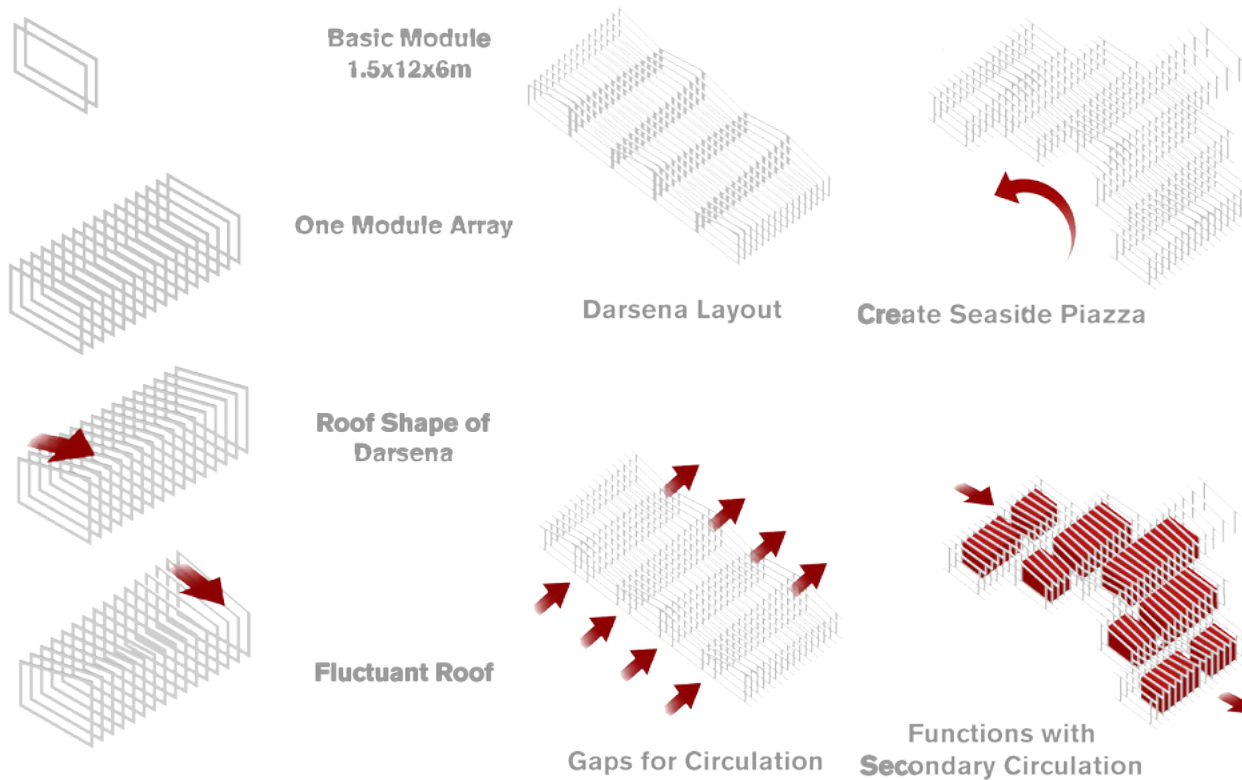 Basic Module
1.5x12x6m
One Module Array
Roof Shape of
Darsena
Fluctuant Roof
Darsena Layout
Create Seaside Piazza
Gaps for Circulation
Functions with
Secondary Circulation